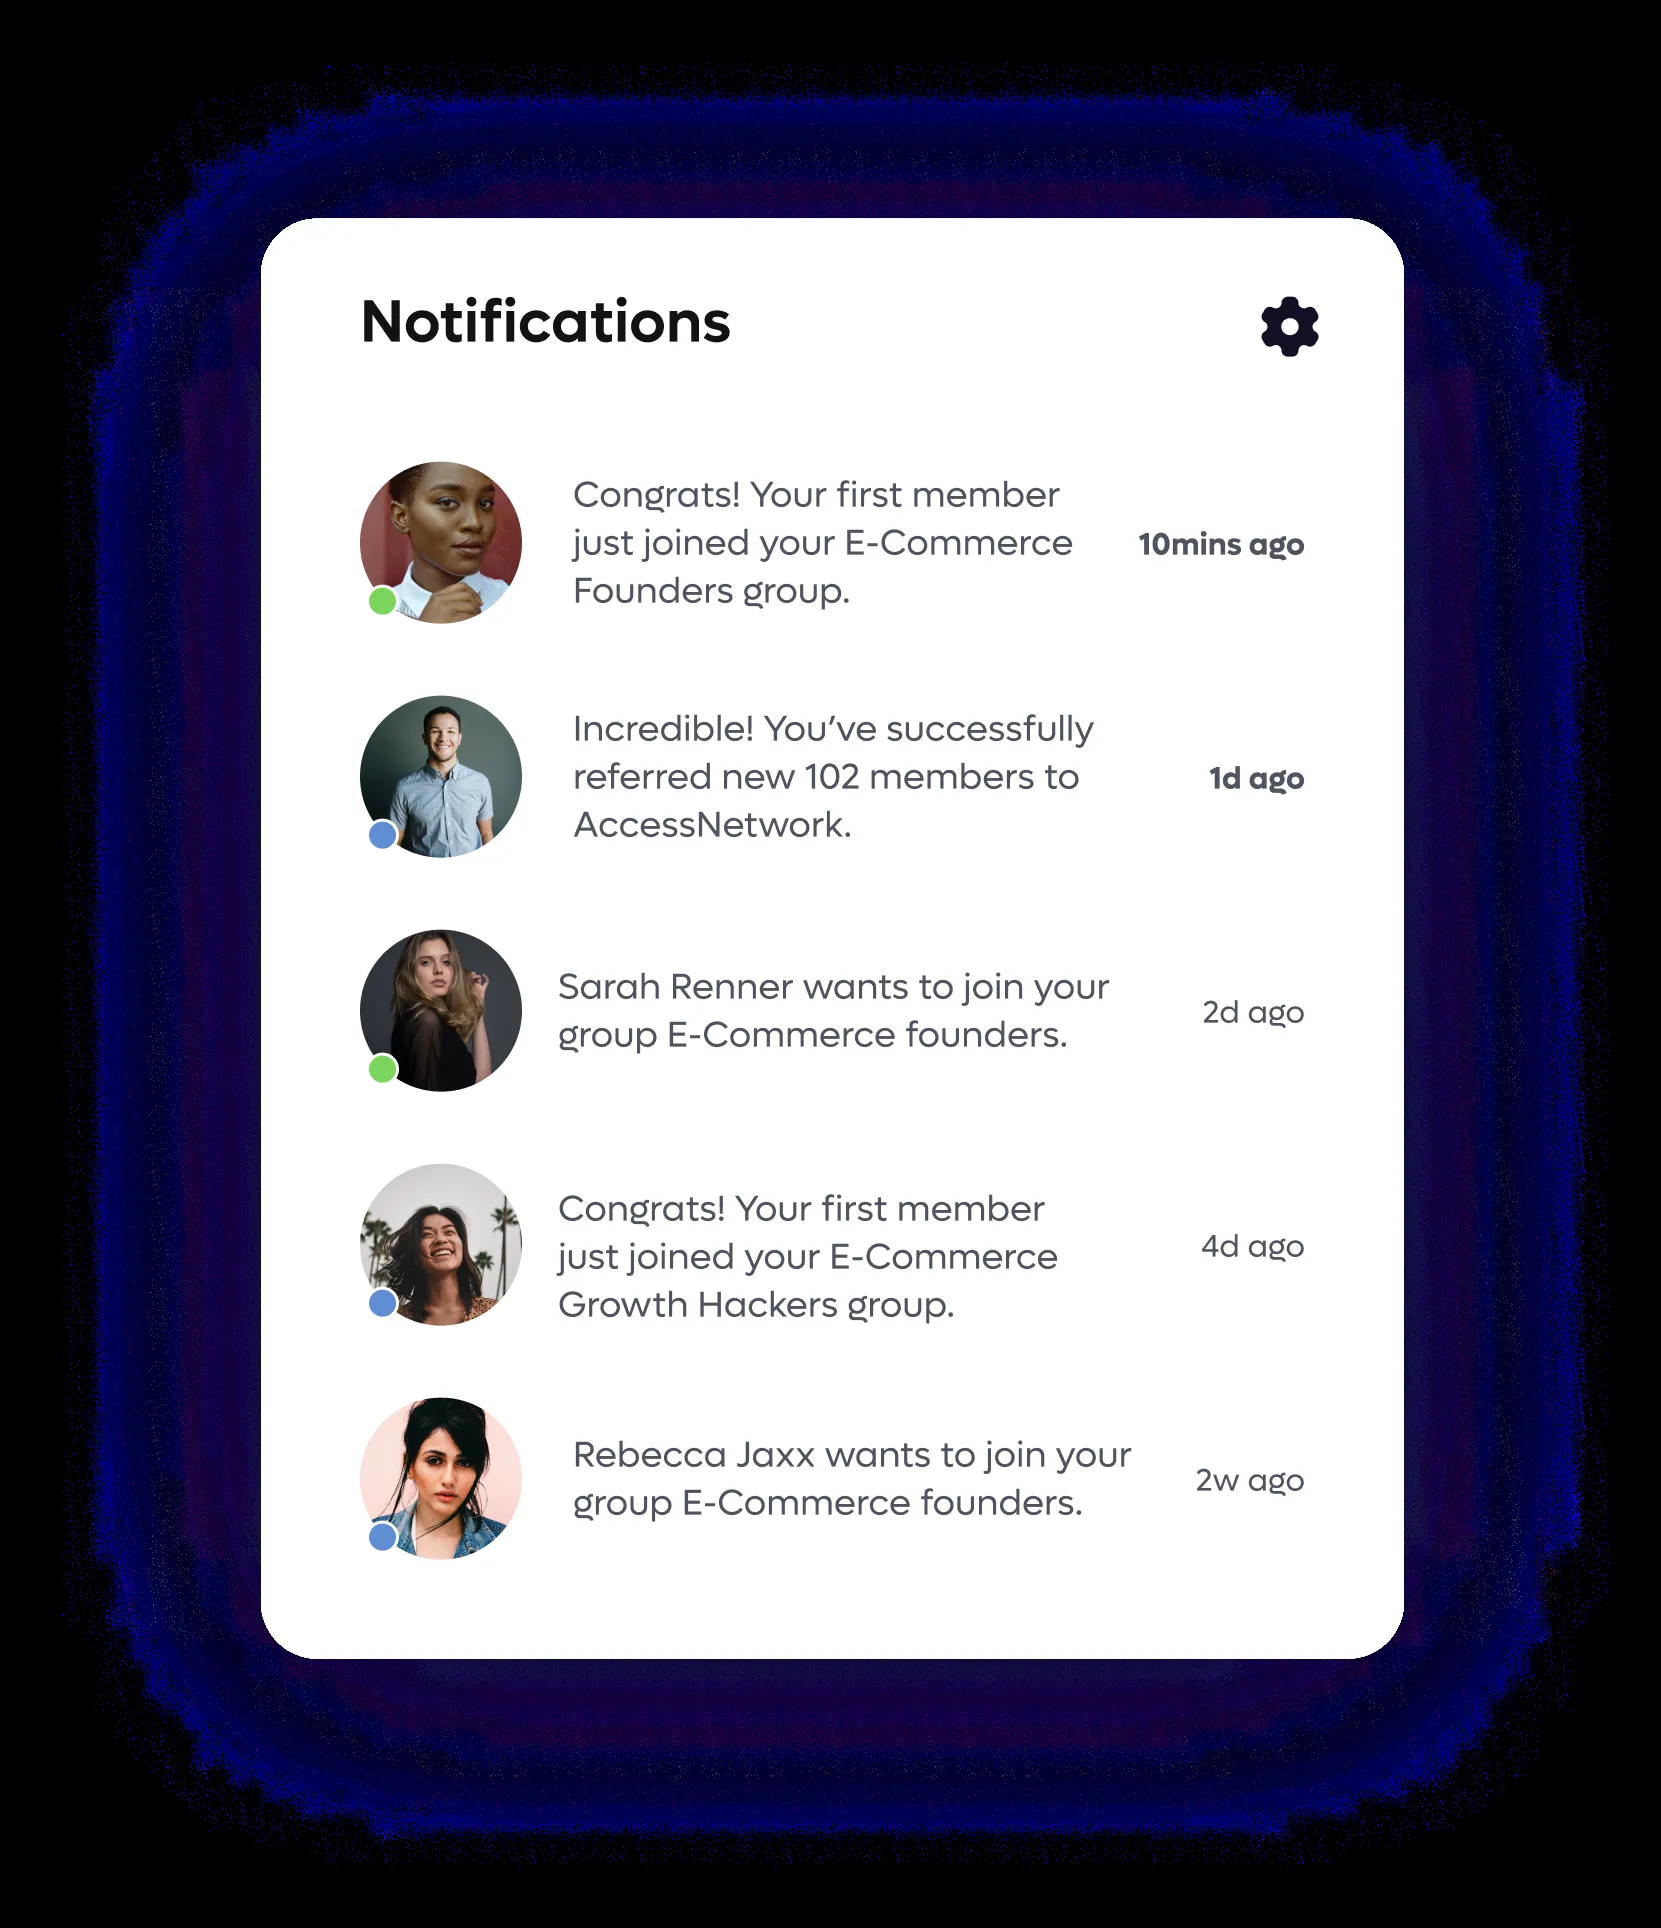 Notifications
Congrats! Your first member
just joined your E-Commerce
Founders group.
10mins ago
Incredible! You’ve successfully
referred new 102 members to
AccessNetwork.
1d ago
Sarah Renner wants to join your
group E-Commerce founders.
2d ago
Congrats! Your first member
just joined your E-Commerce
Growth Hackers group.
4d ago
Rebecca Jaxx wants to join your
group E-Commerce founders.
2w ago